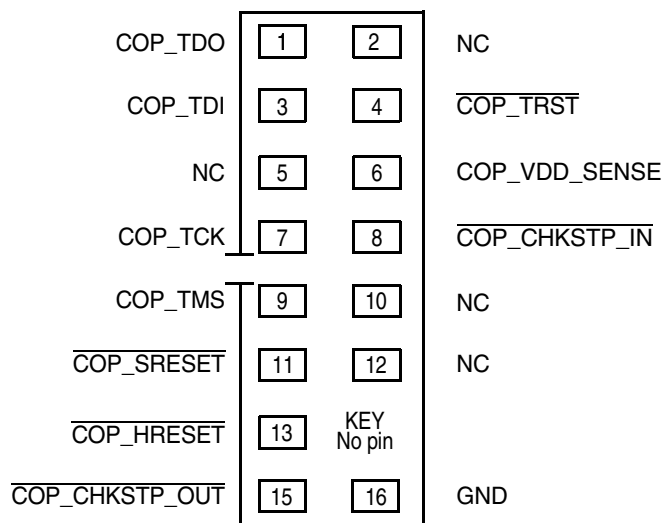 COP_TDO 1 2 NC
COP_TDI 3 4 COP_TRST
NC 5 6 COP_VDD_SENSE
COP_TCK 7 8 COP_CHKSTP_IN
COP_TMS 9 10 NC
COP_SRESET 11 12 NC
COP_HRESET 13 KEY
No pin
COP_CHKSTP_OUT 15 16 GND